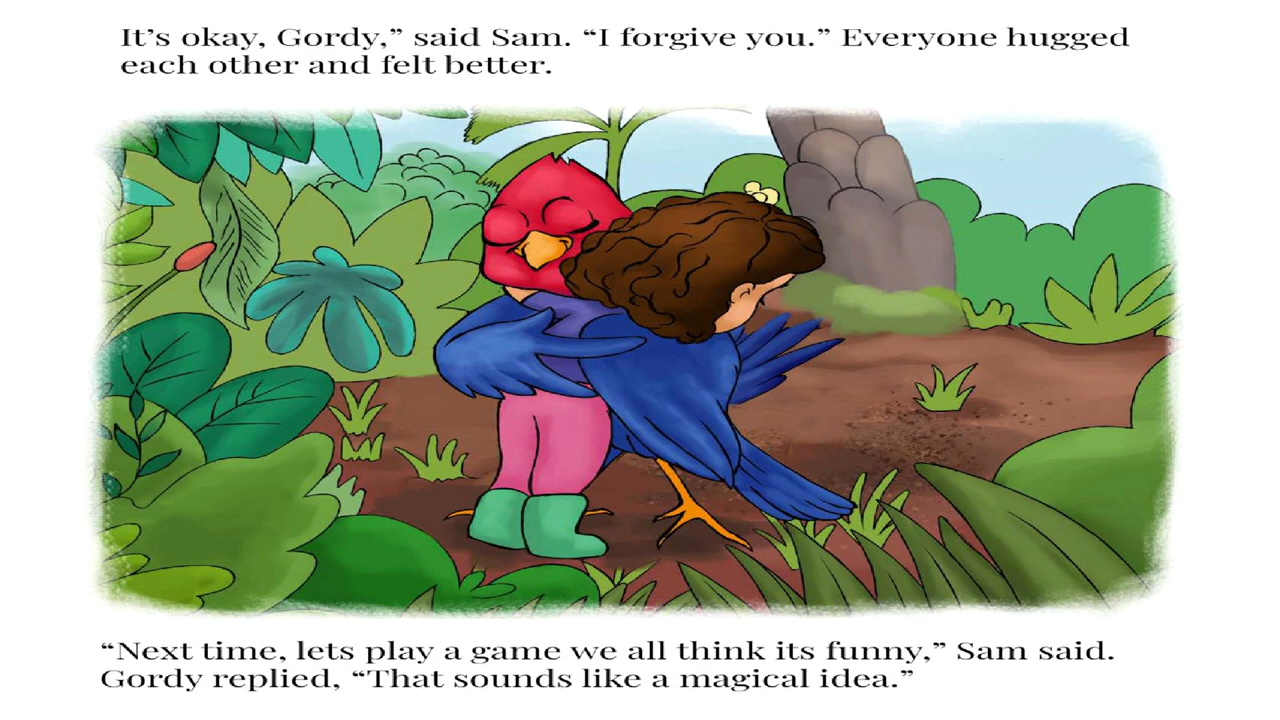 It’s okay, Gordy,” said Sam. “I forgive you.” Everyone hugged
each other and felt better.
“Next time, lets play a game we all think its funny,” Sam said.
Gordy replied, “That sounds like a magical idea.”